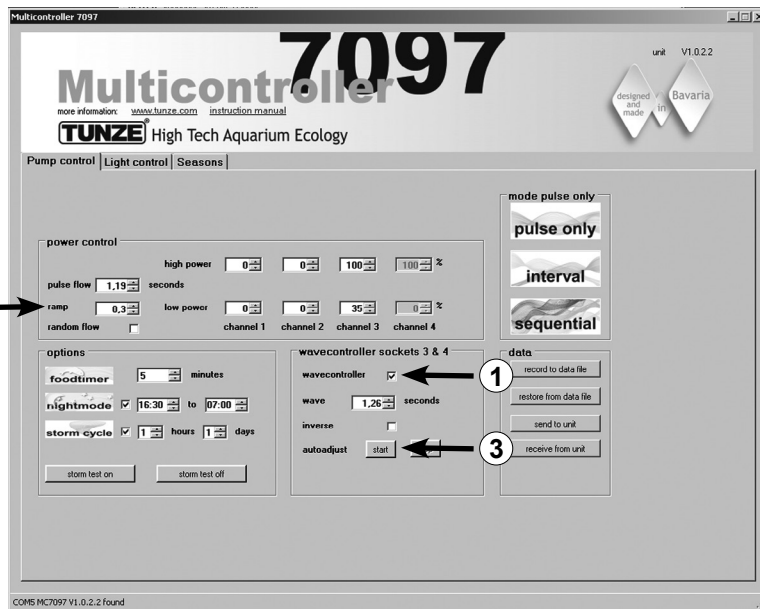 Multicontroller 7097
7097
Multicontroller
unit V1.0.2.2
more information: www.tunze.com instruction manual
designed and made in Bavaria
TUNZE® High Tech Aquarium Ecology
Pump control Light control Seasons
mode pulse only
pulse only
interval
sequential
power control
high power 0 0 100 100 %
pulse flow 1,19 seconds
ramp 0,3 low power 0 0 35 0 %
random flow channel 1 channel 2 channel 3 channel 4
options
foodtimer 5 minutes
nightmode 16:30 to 07:00
storm cycle 1 hours 1 days
storm test on storm test off
wavecontroller sockets 3 & 4
wavecontroller 1
wave 1,26 seconds
inverse
autoadjust start 3
data
record to data file
restore from data file
send to unit
receive from unit
COM5 MC7097 V1.0.2.2 found